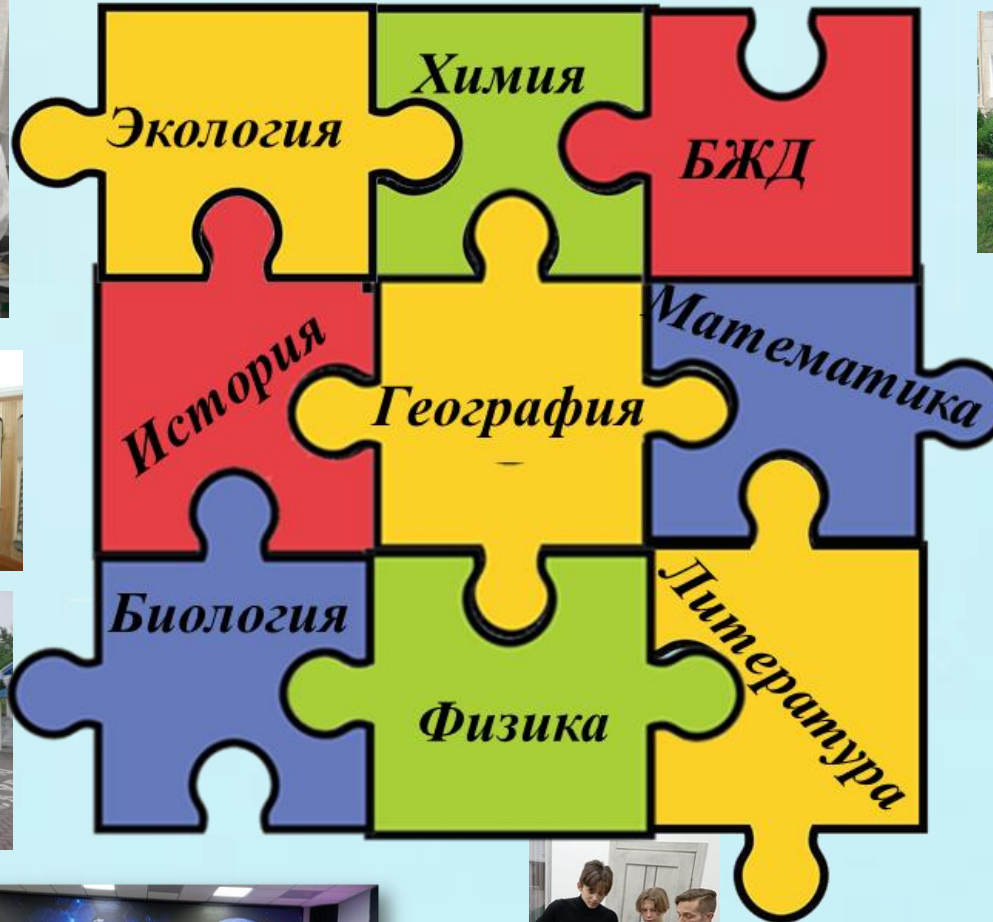 Экология
Химия
БЖД
История
География
Математика
Биология
Физика
Литература